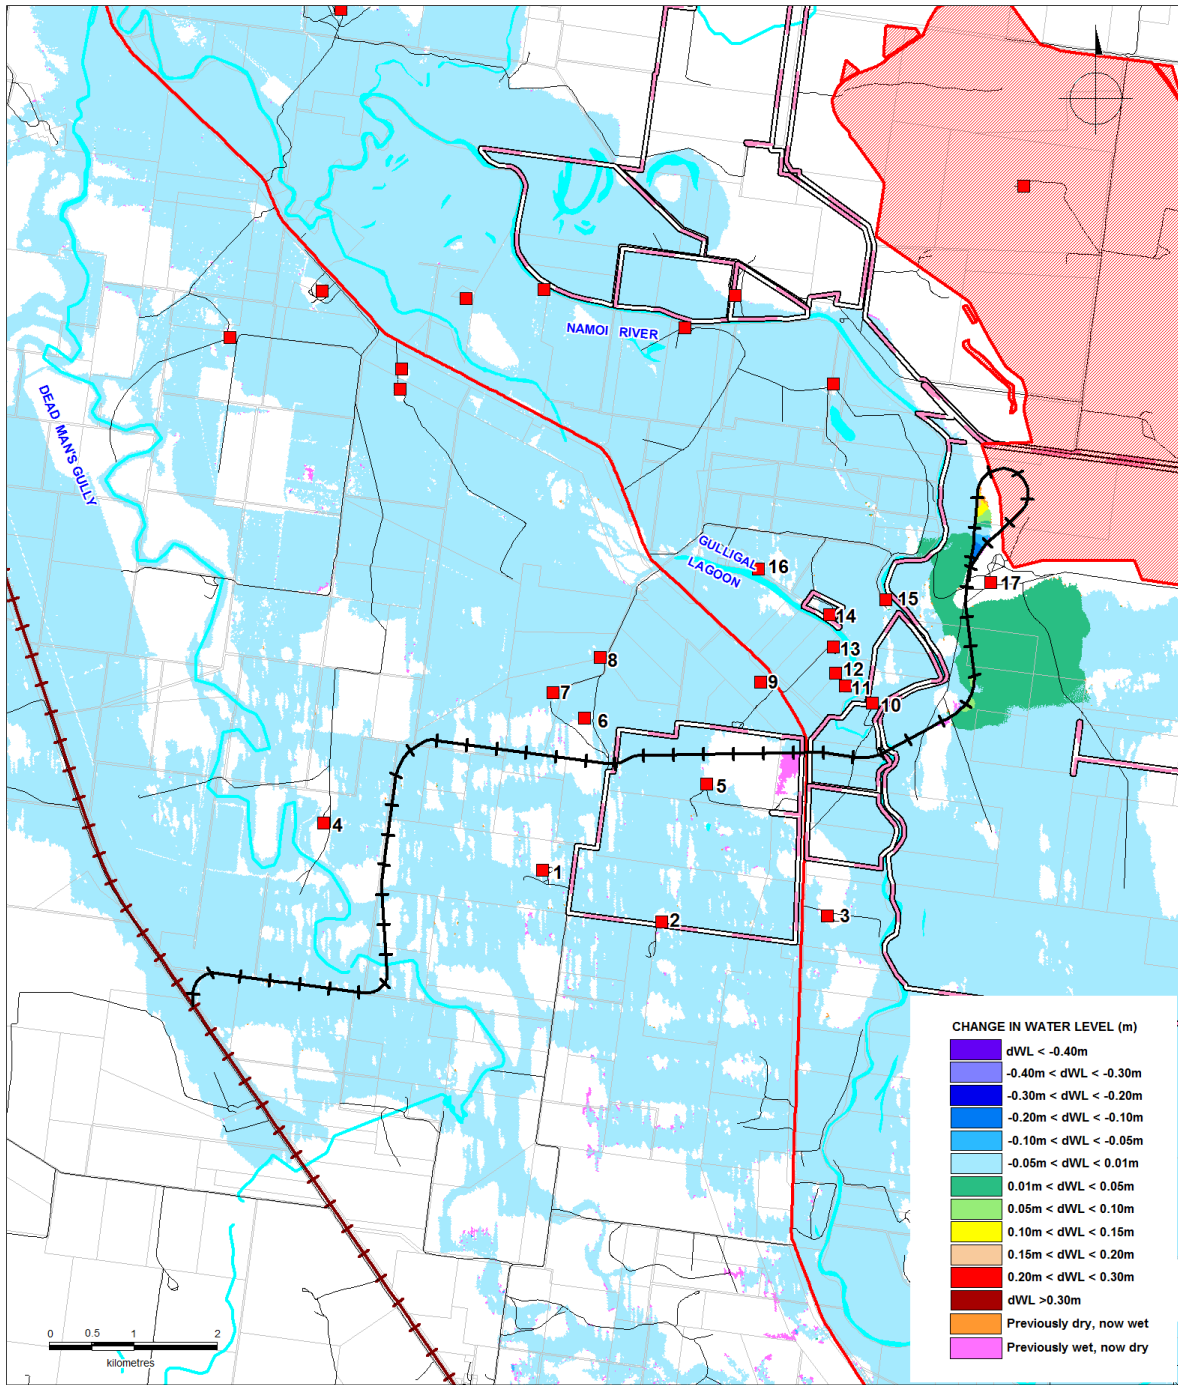 NAMOI RIVER
DEAD MAN'S GULLY
GULLIGAL
LAGOON
16
17
15
14
13
8
12
9
11
7
10
6
5
4
1
2
3
CHANGE IN WATER LEVEL (m)
dWL < -0.40m
-0.40m < dWL < -0.30m
-0.30m < dWL < -0.20m
-0.20m < dWL < -0.10m
-0.10m < dWL < -0.05m
-0.05m < dWL < 0.01m
0.01m < dWL < 0.05m
0.05m < dWL < 0.10m
0.10m < dWL < 0.15m
0.15m < dWL < 0.20m
0.20m < dWL < 0.30m
dWL >0.30m
Previously dry, now wet
Previously wet, now dry
0 0.5 1 2
kilometres